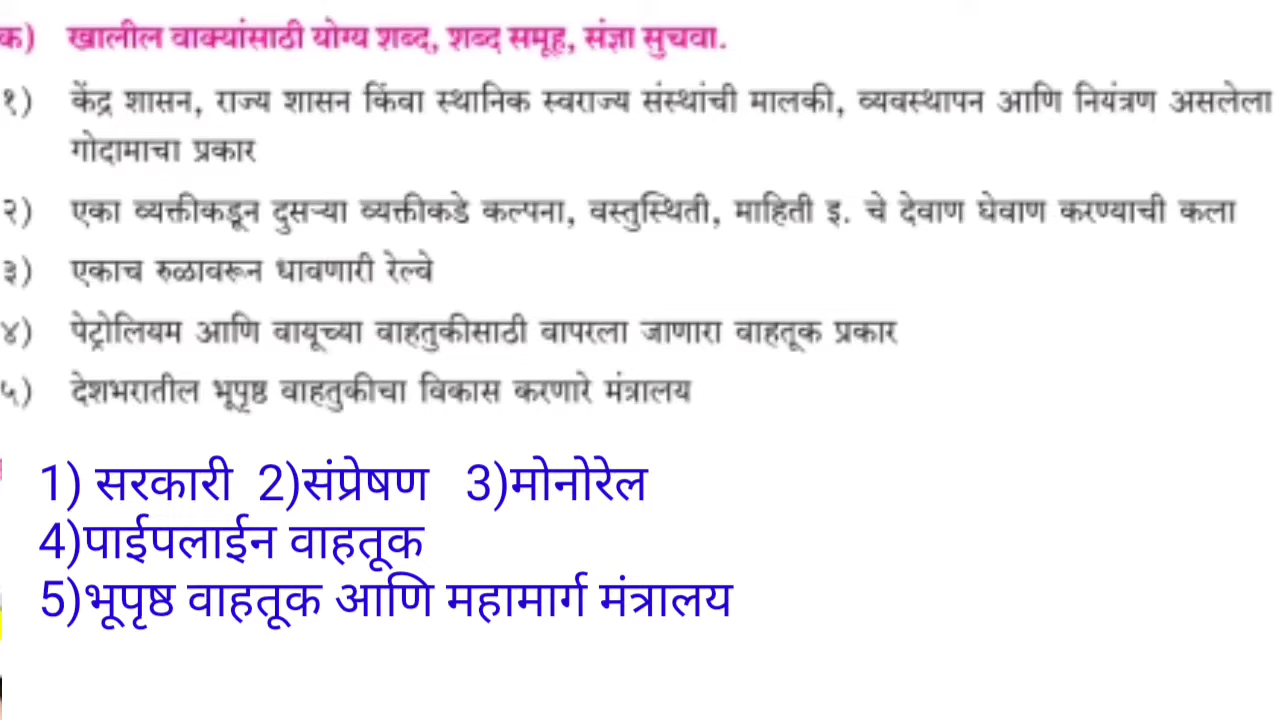 क) खालील वाक्यांसाठी योग्य शब्द, शब्द समूह, संज्ञा सुचवा.
१) केंद्र शासन, राज्य शासन किंवा स्थानिक स्वराज्य संस्थांची मालकी, व्यवस्थापन आणि नियंत्रण असलेला
गोदामाचा प्रकार
२) एका व्यक्तीकडून दुसऱ्या व्यक्तीकडे कल्पना, वस्तुस्थिती, माहिती इ. चे देवाण घेवाण करण्याची कला
३) एकाच रुळावरून धावणारी रेल्वे
४) पेट्रोलियम आणि वायूच्या वाहतुकीसाठी वापरला जाणारा वाहतूक प्रकार
५) देशभरातील भूपृष्ठ वाहतुकीचा विकास करणारे मंत्रालय
1) सरकारी 2)संप्रेषण 3)मोनोरेल
4)पाईपलाईन वाहतूक
5)भूपृष्ठ वाहतूक आणि महामार्ग मंत्रालय